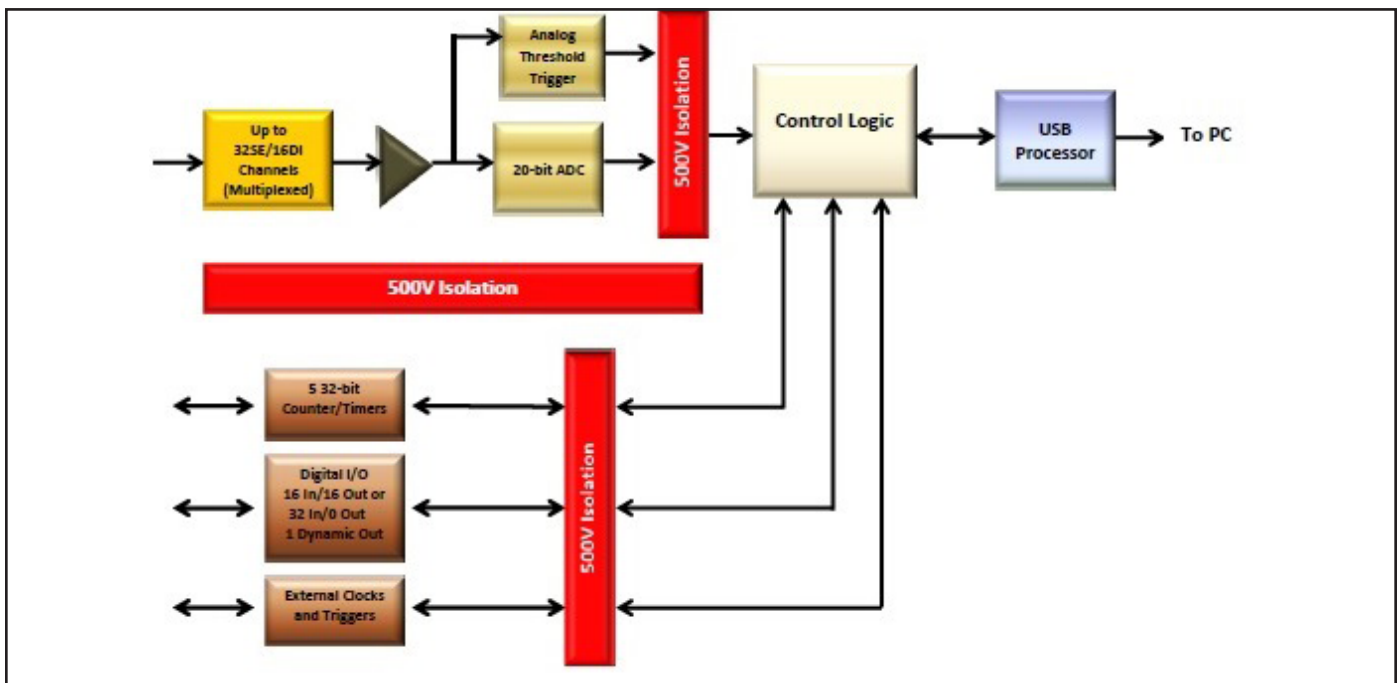 Analog
Threshold
Trigger
Up to
32SE/16DI
Channels
(Multiplexed)
20-bit ADC
500V Isolation
Control Logic
USB
Processor
To PC
500V Isolation
5 32-bit
Counter/Timers
Digital I/O
16 In/16 Out or
32 In/0 Out
1 Dynamic Out
External Clocks
and Triggers
500V Isolation